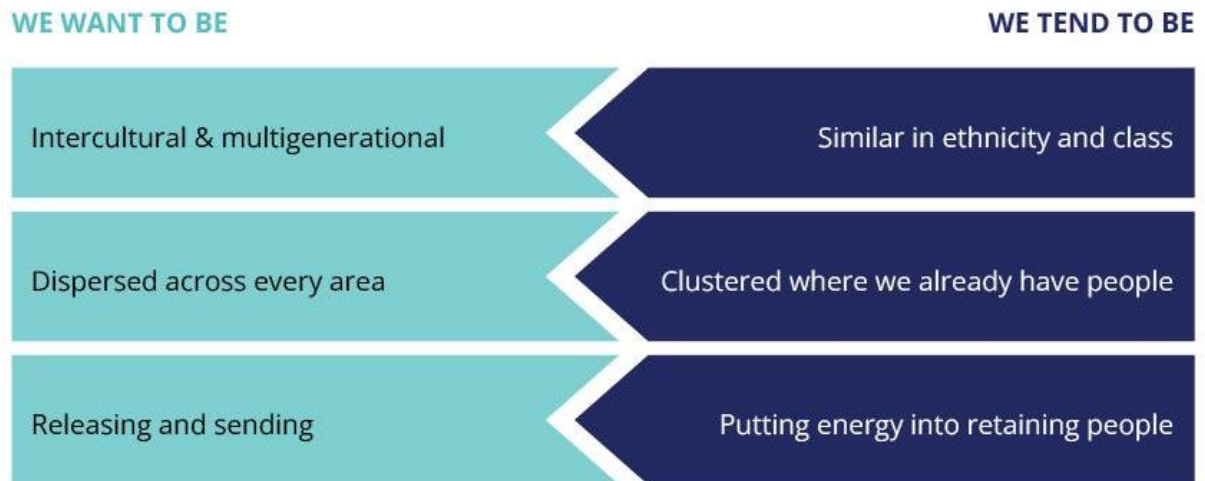 WE WANT TO BE
WE TEND TO BE
Intercultural & multigenerational
Similar in ethnicity and class
Dispersed across every area
Clustered where we already have people
Releasing and sending
Putting energy into retaining people